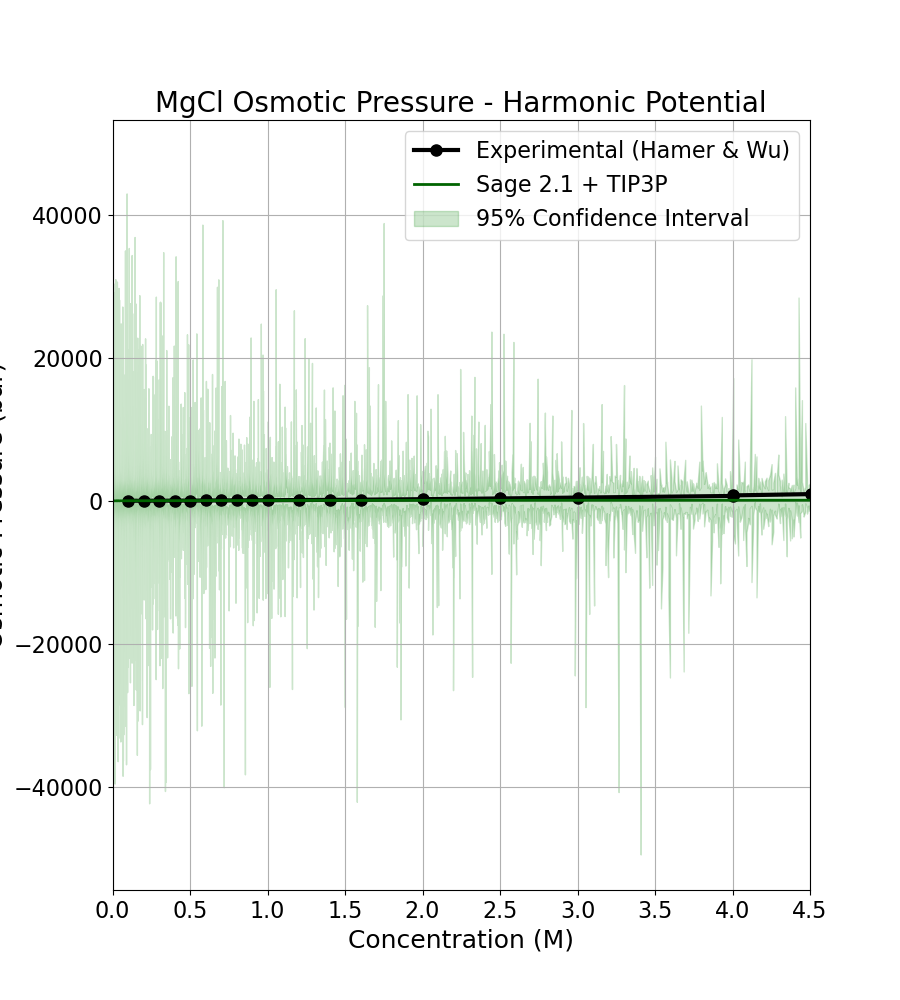 MgCl Osmotic Pressure - Harmonic Potential
Experimental (Hamer & Wu)
Sage 2.1 + TIP3P
95% Confidence Interval
40000
20000
0
−20000
−40000
0.0 0.5 1.0 1.5 2.0 2.5 3.0 3.5 4.0 4.5
Concentration (M)